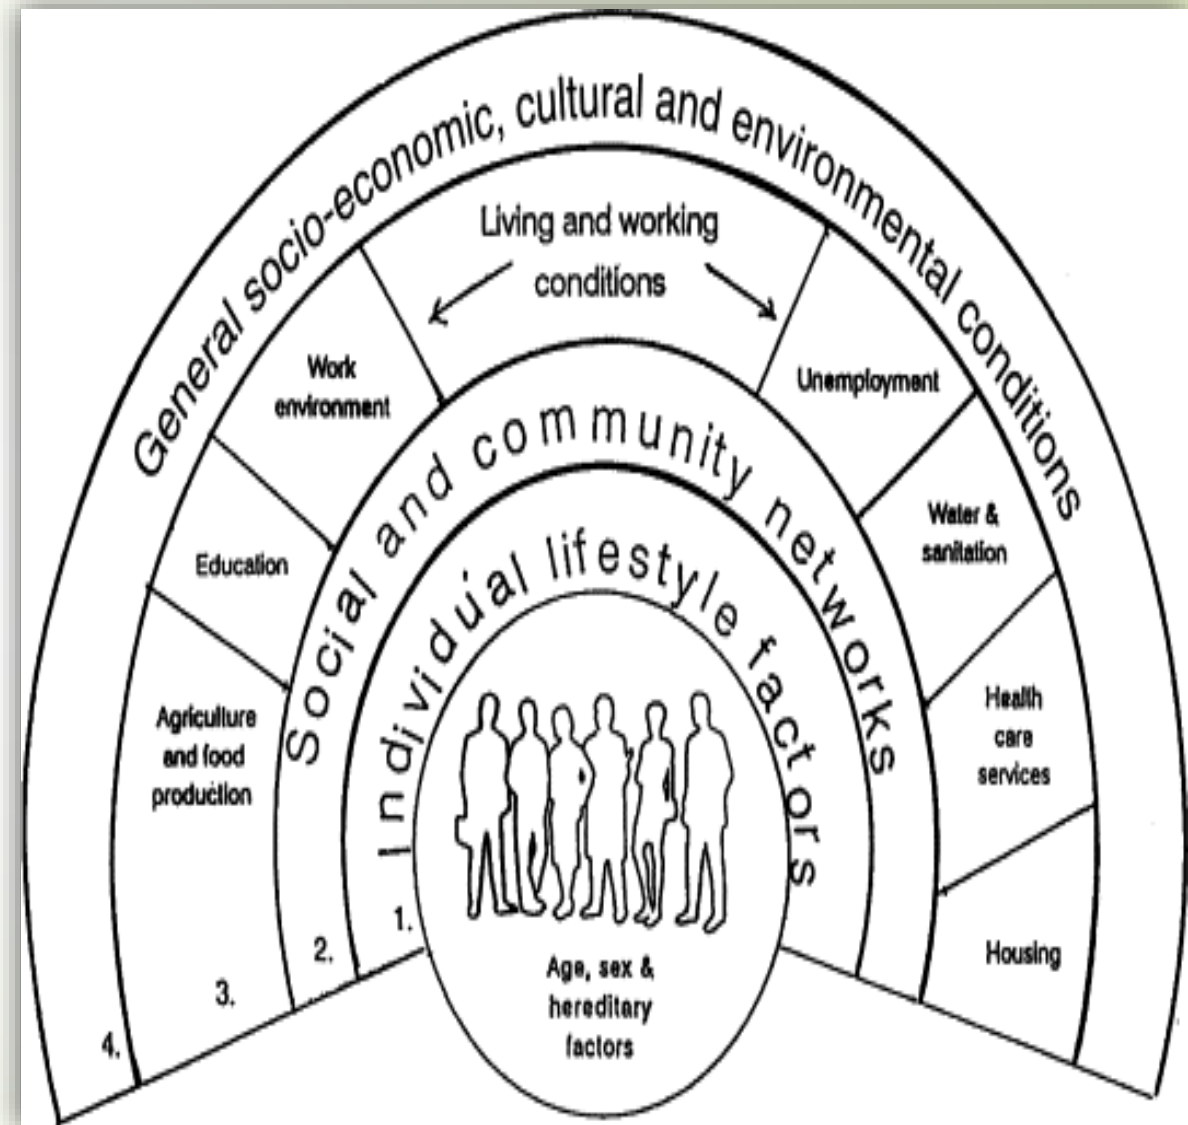 General socio-economic, cultural and environmental conditions
Living and working
conditions
Work
environment
Unemployment
Education
Water &
sanitation
Agriculture
and food
production
Health
care
services
Housing
Social and community networks
Individual lifestyle factors
Age, sex &
hereditary
factors
1.
2.
3.
4.